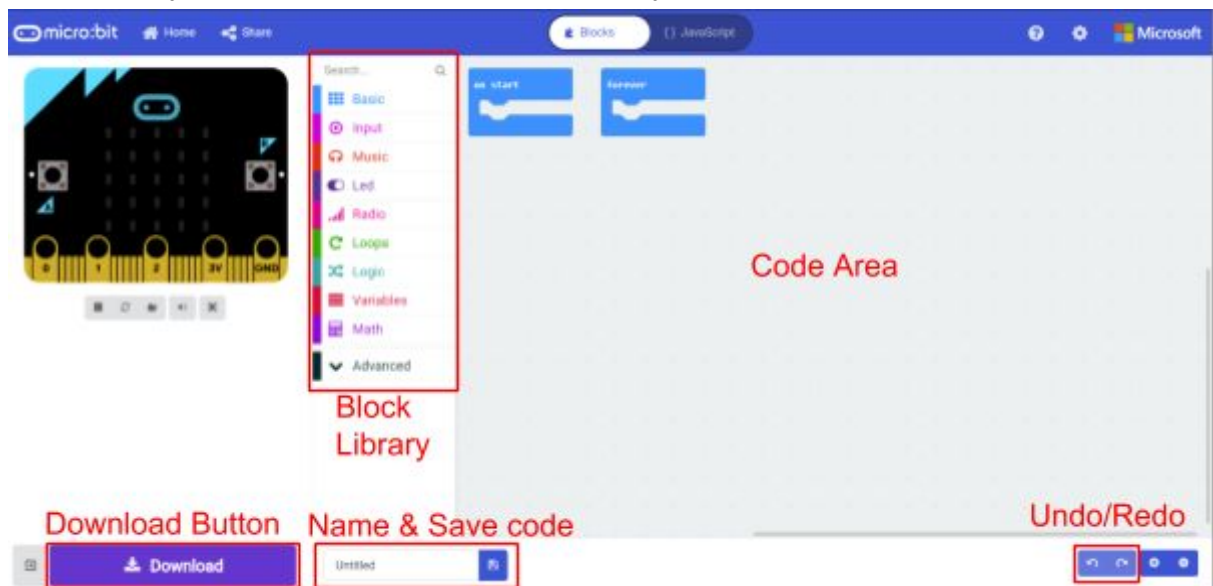 micro:bit Home Share Blocks {} JavaScript Microsoft
Search...
Basic
Input
Music
Led
Radio
Loops
Logic
Variables
Math
Advanced
on start
forever
0 1 2 3V GND
Code Area
Block
Library
Download Button
Name & Save code
Undo/Redo
Download
Untitled